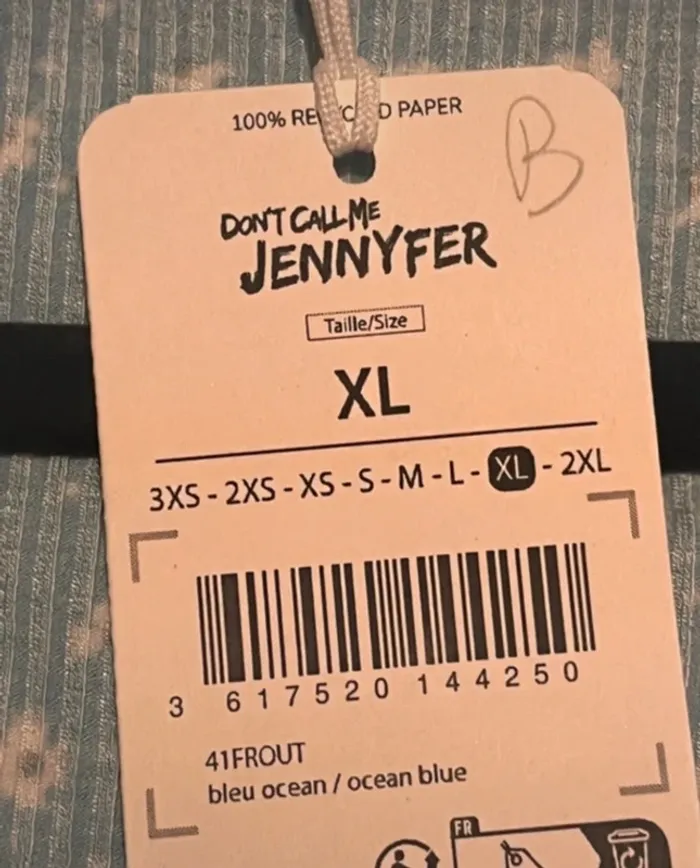 100% RECYCLED PAPER
B
DON'T CALL ME
JENNYFER
Taille/Size
XL
3XS - 2XS - XS - S - M - L - XL - 2XL
3 617520 144250
41FROUT
bleu ocean / ocean blue
FR